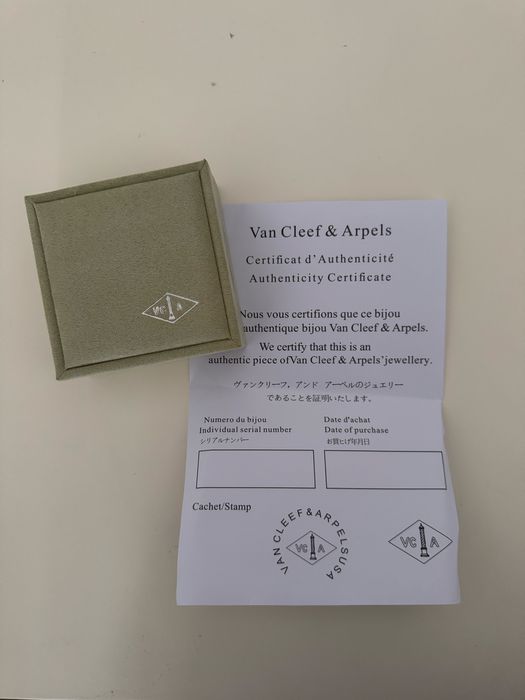 VC A
Van Cleef & Arpels
Certificat d'Authenticité
Authenticity Certificate
Nous vous certifions que ce bijou
authentique bijou Van Cleef & Arpels.
We certify that this is an
authentic piece ofVan Cleef & Arpels'jewellery.
ヴァンクリーフ, アンド アーペルのジュエリー
であることを証明いたします。
Numero du bijou
Individual serial number
シリアルナンバー
Date d'achat
Date of purchase
お買ヒげ年月日
Cachet/Stamp
VAN CLEEF&ARPELSUSA
VC A
VC A